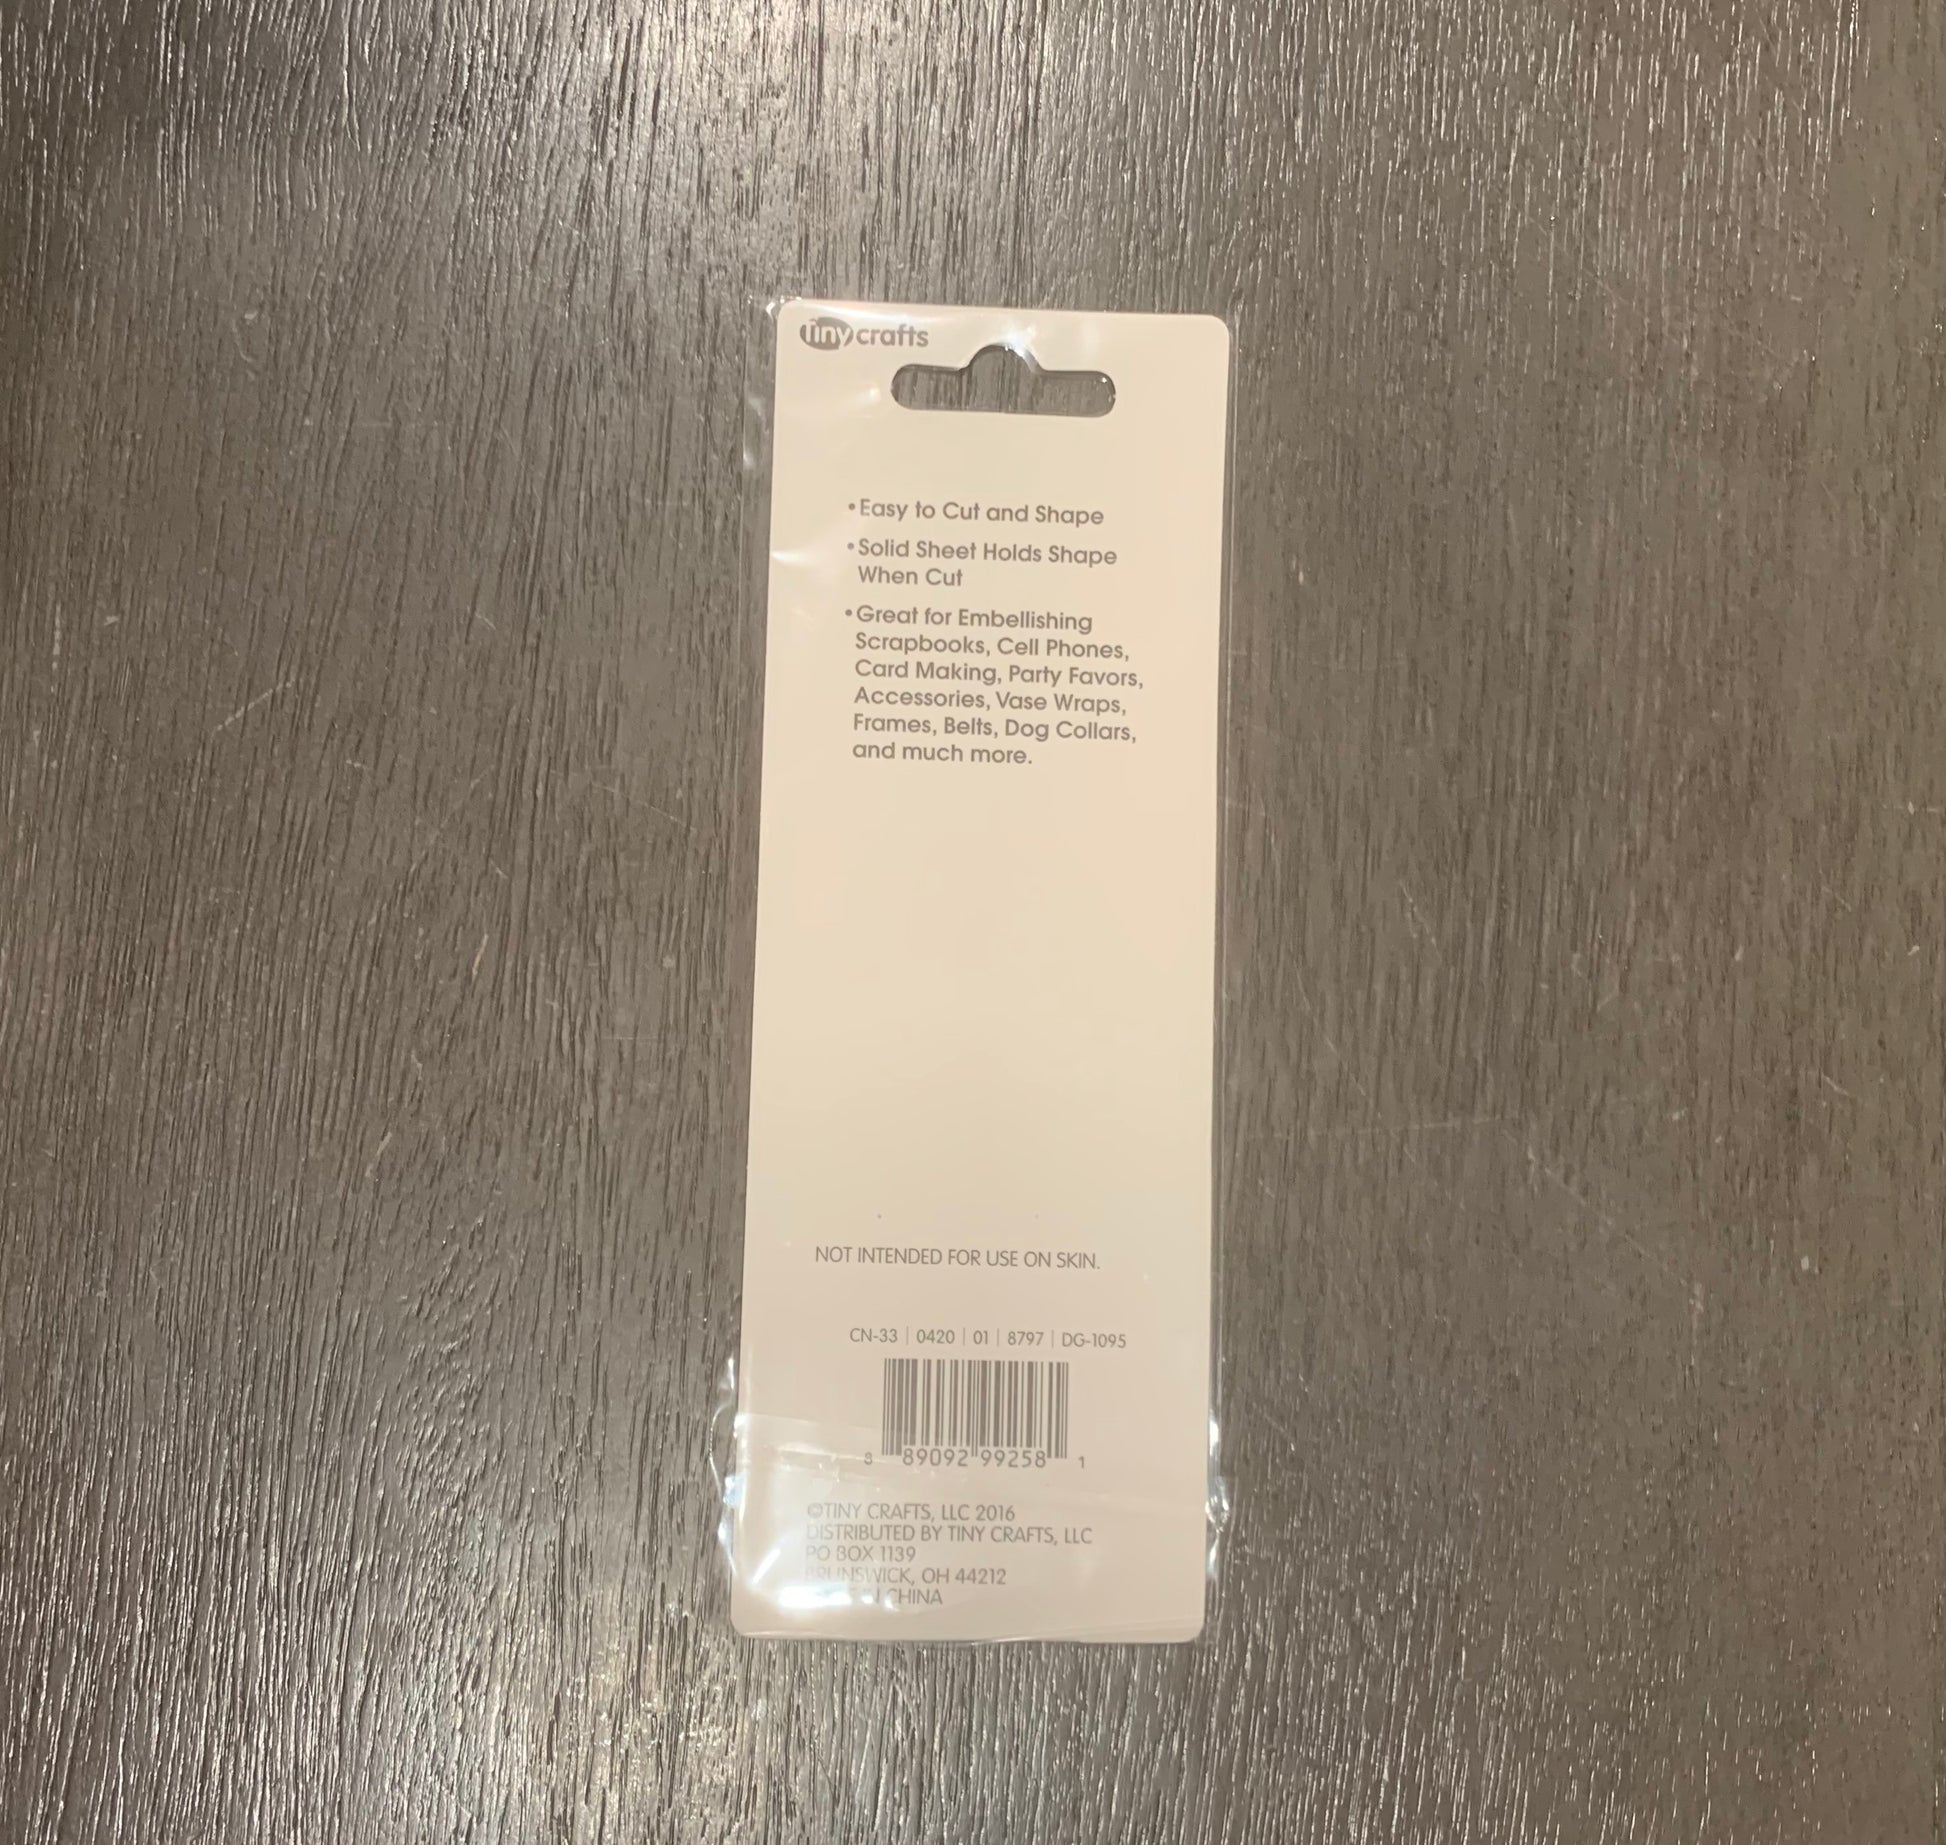 tiny crafts
•Easy to Cut and Shape
•Solid Sheet Holds Shape
When Cut
•Great for Embellishing
Scrapbooks, Cell Phones,
Card Making, Party Favors,
Accessories, Vase Wraps,
Frames, Belts, Dog Collars,
and much more.
NOT INTENDED FOR USE ON SKIN.
CN-33 | 0420 | 01 | 8797 | DG-1095
8 89092 99258 1
©TINY CRAFTS, LLC 2016
DISTRIBUTED BY TINY CRAFTS, LLC
PO BOX 1139
BRUNSWICK, OH 44212
CHINA